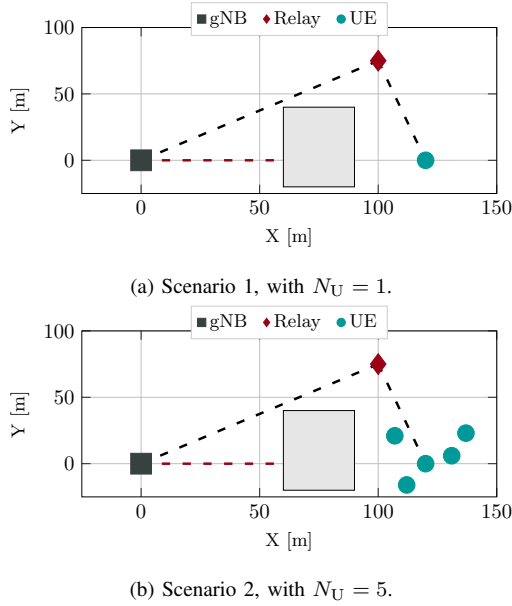 gNB Relay UE
100
50
0
Y [m]
0 50 100 150
X [m]
(a) Scenario 1, with N_U = 1.
gNB Relay UE
100
50
0
Y [m]
0 50 100 150
X [m]
(b) Scenario 2, with N_U = 5.